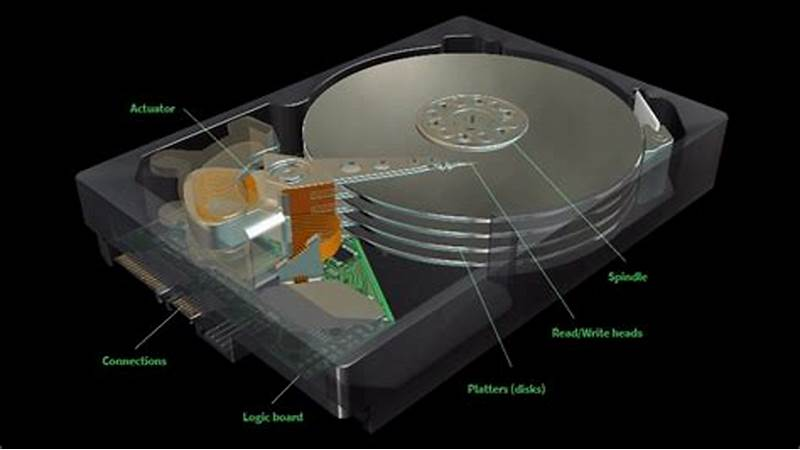 Actuator
Spindle
Read/Write heads
Connections
Platters (disks)
Logic board